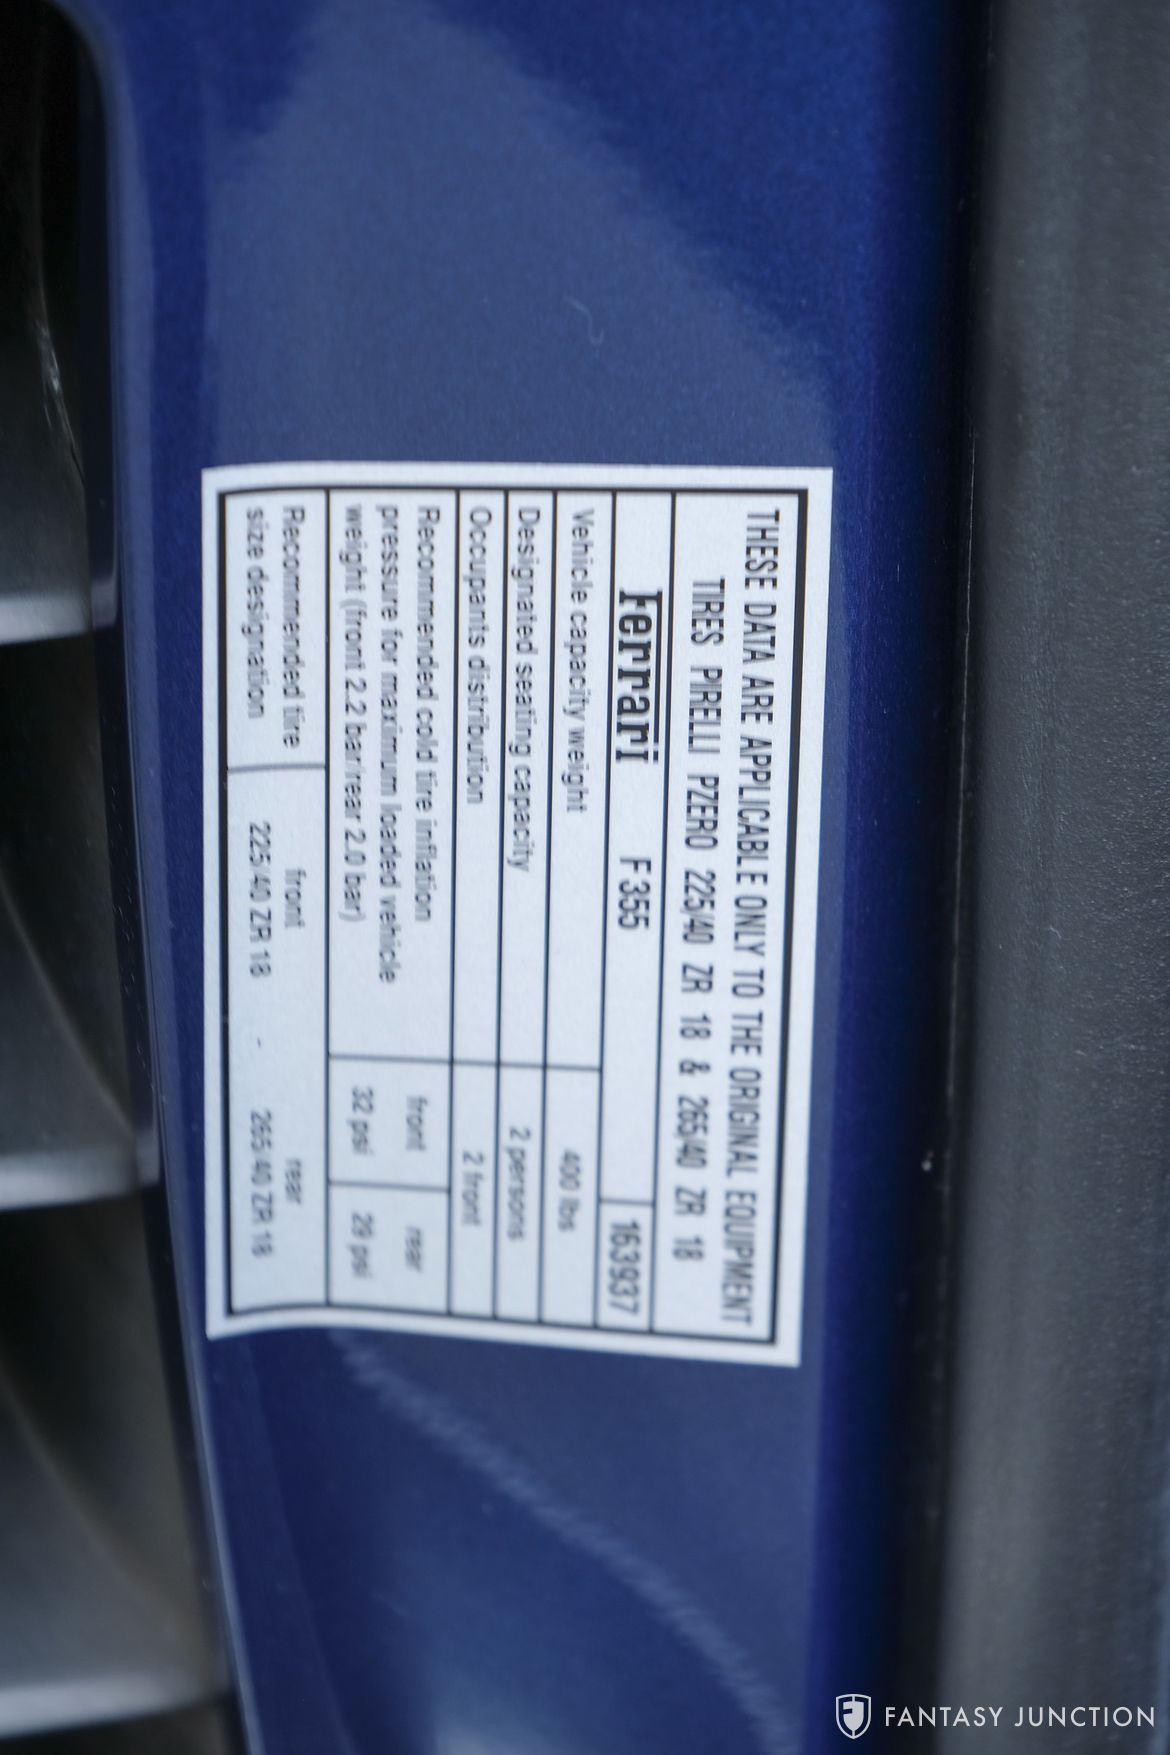 THESE DATA ARE APPLICABLE ONLY TO THE ORIGINAL EQUIPMENT
TIRES PIRELLI PZERO 225/40 ZR 18 & 265/40 ZR 18
Ferrari F 355 163937
Vehicle capacity weight 400 lbs
Designated seating capacity 2 persons
Occupants distribution 2 front
Recommended cold tire inflation front rear
pressure for maximum loaded vehicle
weight (front 2.2 bar/rear 2.0 bar) 32 psi 29 psi
Recommended tire front rear
size designation 225/40 ZR 18 - 265/40 ZR 18
FANTASY JUNCTION